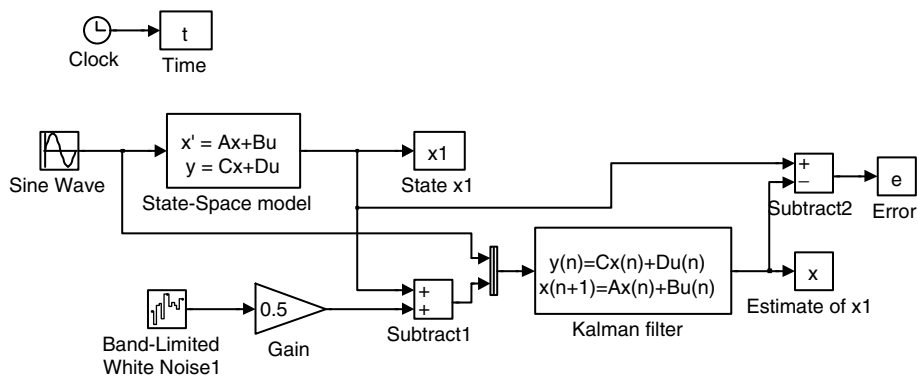 t
Clock
Time
x' = Ax+Bu
y = Cx+Du
x1
+
−
e
Sine Wave
State-Space model
State x1
Subtract2
Error
y(n)=Cx(n)+Du(n)
x(n+1)=Ax(n)+Bu(n)
x
0.5
+
+
Estimate of x1
Band-Limited
White Noise1
Gain
Subtract1
Kalman filter